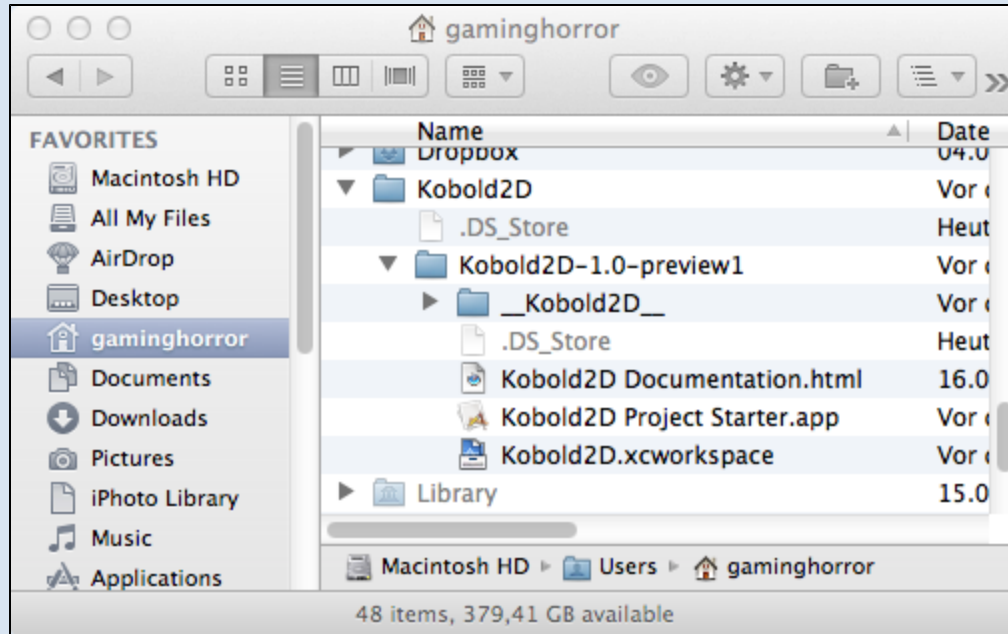 gaminghorror
FAVORITES
Macintosh HD
All My Files
AirDrop
Desktop
gaminghorror
Documents
Downloads
Pictures
iPhoto Library
Music
Applications
Name Date
Dropbox 04.0
Kobold2D Vor
.DS_Store Heut
Kobold2D-1.0-preview1 Vor
__Kobold2D__ Vor
.DS_Store Heut
Kobold2D Documentation.html 16.0
Kobold2D Project Starter.app Vor
Kobold2D.xcworkspace Vor
Library 15.0
Macintosh HD Users gaminghorror
48 items, 379,41 GB available